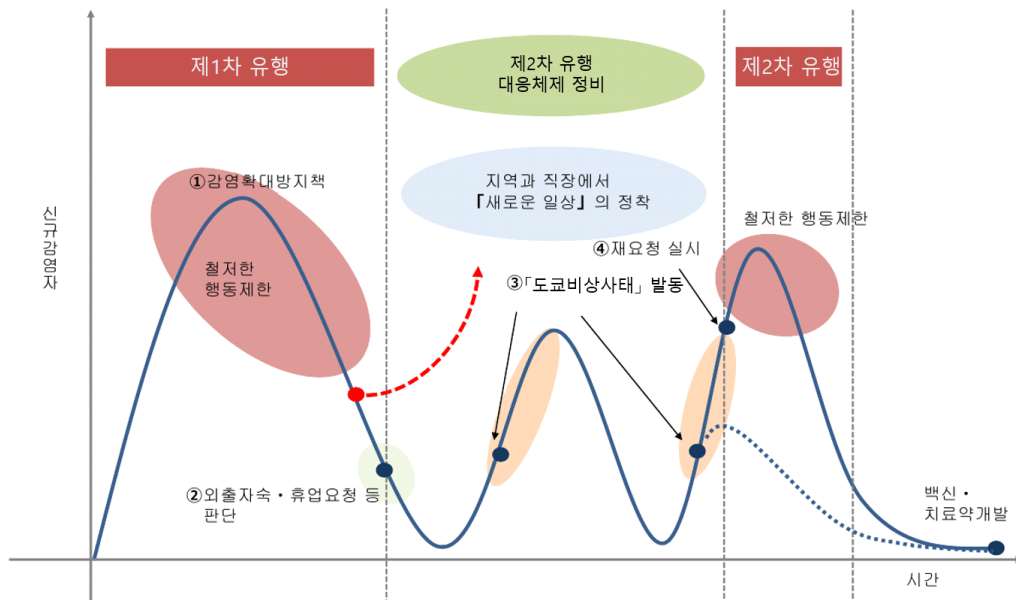 제1차 유행
제2차 유행
대응체제 정비
제2차 유행
①감염확대방지책
지역과 직장에서
『새로운 일상』의 정착
철저한 행동제한
신규감염자
철저한
행동제한
④재요청 실시
③「도쿄비상사태」 발동
②외출자숙・휴업요청 등
판단
백신・
치료약개발
시간